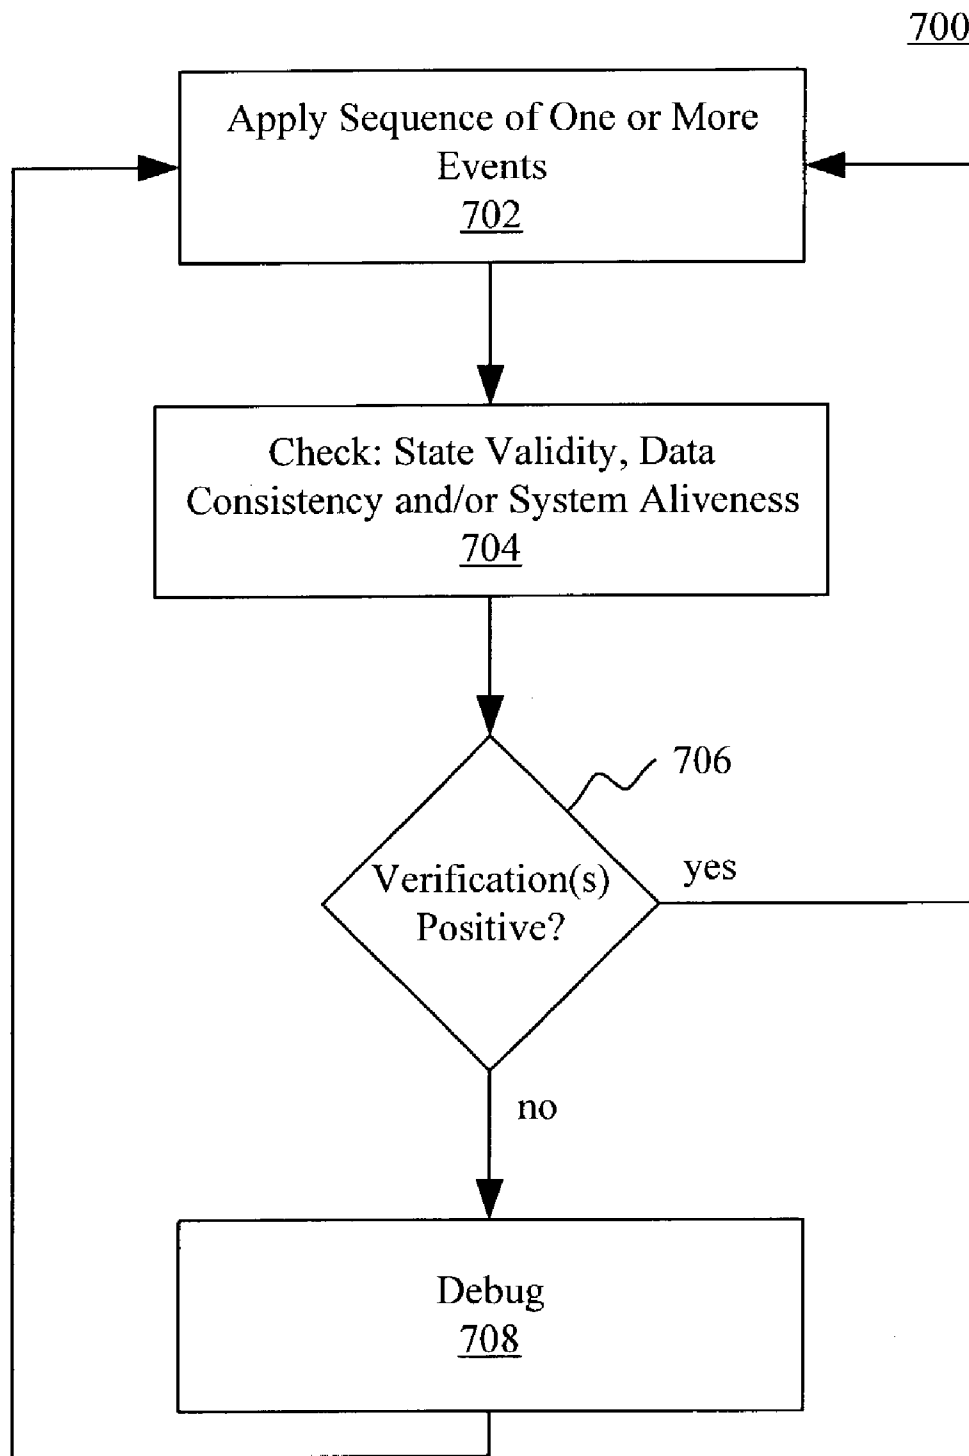 700
Apply Sequence of One or More
Events
702
Check: State Validity, Data
Consistency and/or System Aliveness
704
706
Verification(s)
Positive?
yes
no
Debug
708